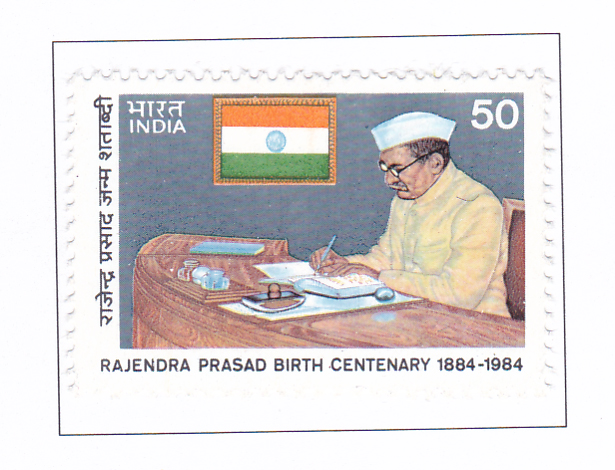 भारत
INDIA
50
राजेन्द्र प्रसाद जन्म शताब्दी
RAJENDRA PRASAD BIRTH CENTENARY 1884-1984